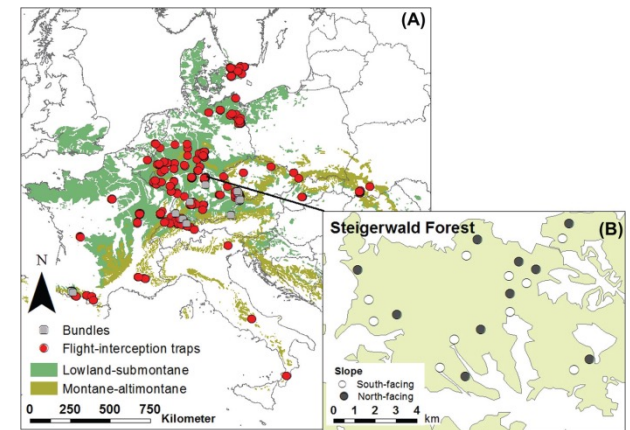 (A)
N
Bundles
Flight-interception traps
Lowland-submontane
Montane-altimontane
0 250 500 750
Kilometer
Steigerwald Forest
(B)
Slope
South-facing
North-facing
0 1 2 3 4
km